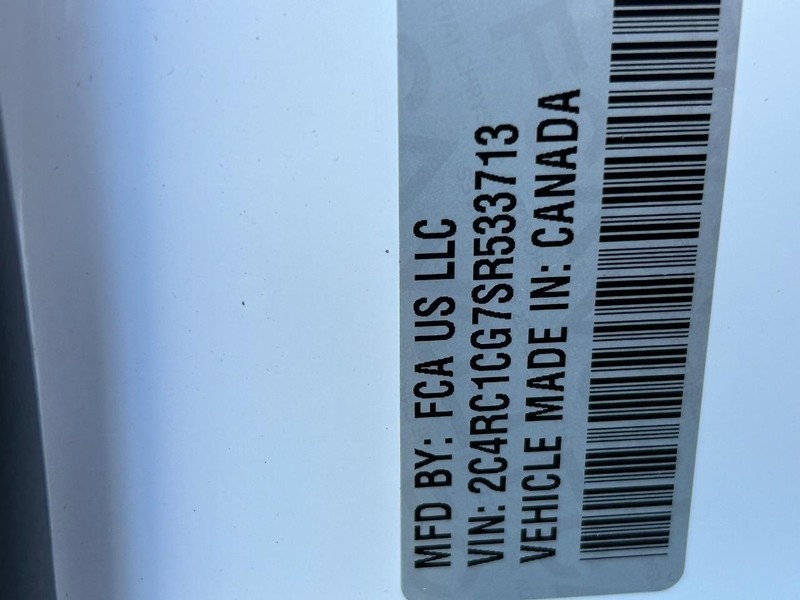 MFD BY: FCA US LLC
VIN: 2C4RC1CG7SR533713
VEHICLE MADE IN: CANADA